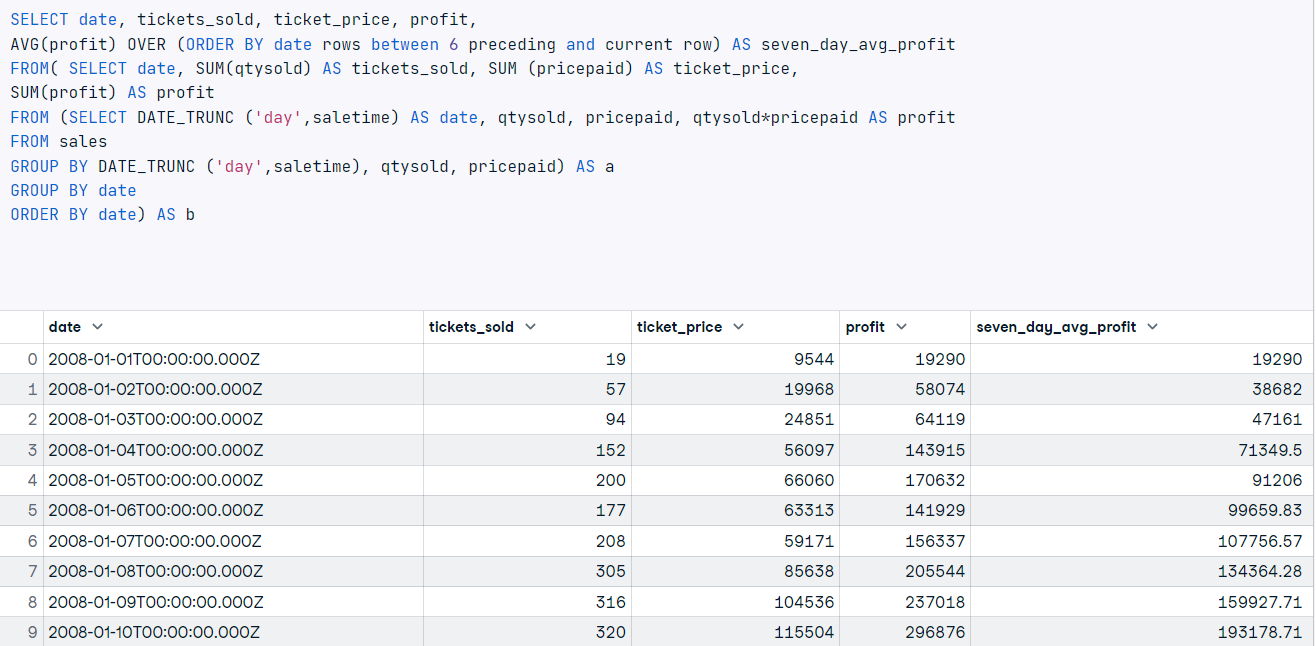 SELECT date, tickets_sold, ticket_price, profit,
AVG(profit) OVER (ORDER BY date rows between 6 preceding and current row) AS seven_day_avg_profit
FROM( SELECT date, SUM(qtysold) AS tickets_sold, SUM (pricepaid) AS ticket_price,
SUM(profit) AS profit
FROM (SELECT DATE_TRUNC ('day',saletime) AS date, qtysold, pricepaid, qtysold*pricepaid AS profit
FROM sales
GROUP BY DATE_TRUNC ('day',saletime), qtysold, pricepaid) AS a
GROUP BY date
ORDER BY date) AS b
date tickets_sold ticket_price profit seven_day_avg_profit
0 2008-01-01T00:00:00.000Z 19 9544 19290 19290
1 2008-01-02T00:00:00.000Z 57 19968 58074 38682
2 2008-01-03T00:00:00.000Z 94 24851 64119 47161
3 2008-01-04T00:00:00.000Z 152 56097 143915 71349.5
4 2008-01-05T00:00:00.000Z 200 66060 170632 91206
5 2008-01-06T00:00:00.000Z 177 63313 141929 99659.83
6 2008-01-07T00:00:00.000Z 208 59171 156337 107756.57
7 2008-01-08T00:00:00.000Z 305 85638 205544 134364.28
8 2008-01-09T00:00:00.000Z 316 104536 237018 159927.71
9 2008-01-10T00:00:00.000Z 320 115504 296876 193178.71